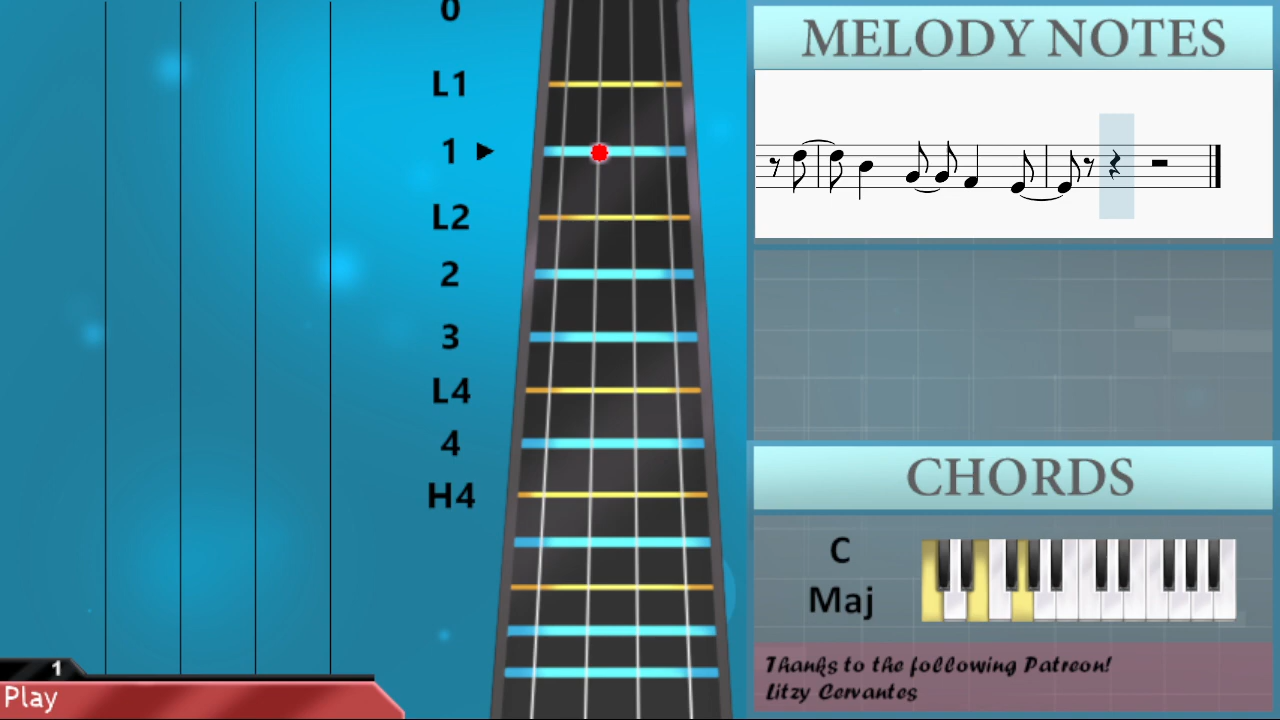 0
L1
1
L2
2
3
L4
4
H4
1
Play
MELODY NOTES
CHORDS
C
Maj
Thanks to the following Patreon!
Litzy Cervantes